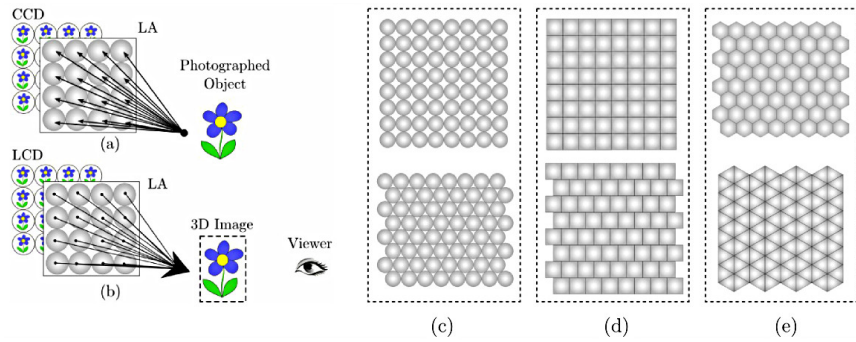 CCD
LA
Photographed
Object
(a)
LCD
LA
3D Image
Viewer
(b)
(c)
(d)
(e)